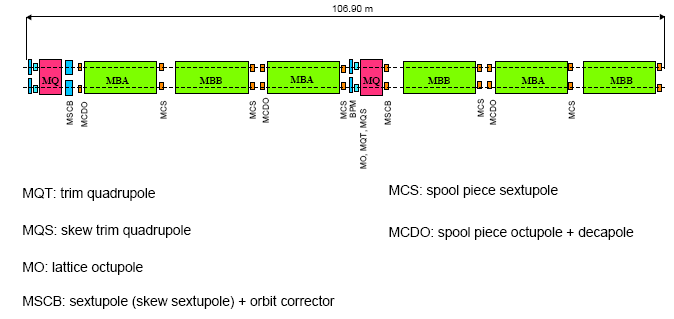 106.90 m
MQ MBA MBB MBA MQ MBB MBA MBB
MSCB MCDO MCS MCS MCDO MCS BPM MO, MQT, MQS MSCB MCS MCDO MCS
MQT: trim quadrupole
MQS: skew trim quadrupole
MO: lattice octupole
MSCB: sextupole (skew sextupole) + orbit corrector
MCS: spool piece sextupole
MCDO: spool piece octupole + decapole